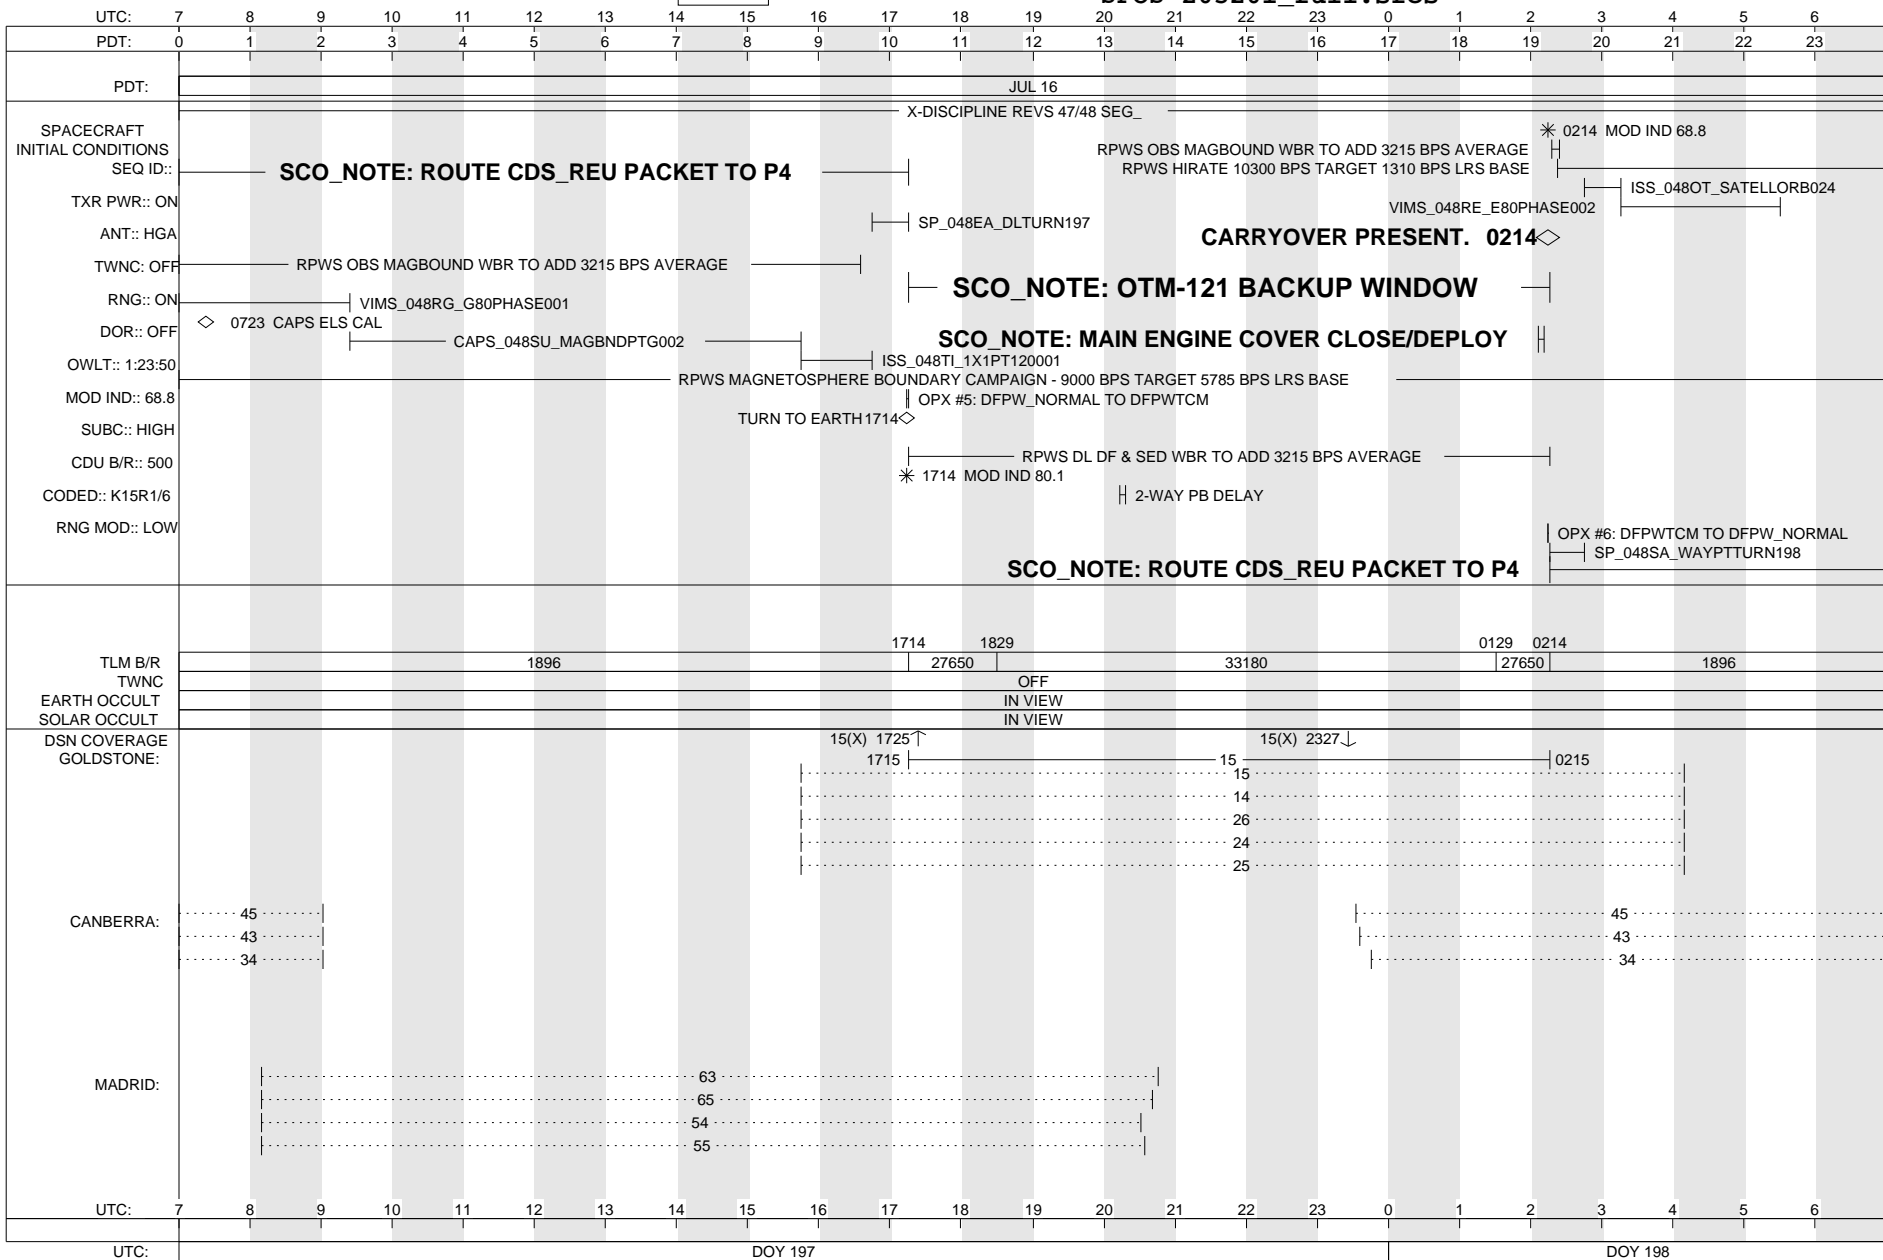 UTC: 7 8 9 10 11 12 13 14 15 16 17 18 19 20 21 22 23 0 1 2 3 4 5 6
PDT: 0 1 2 3 4 5 6 7 8 9 10 11 12 13 14 15 16 17 18 19 20 21 22 23
PDT: JUL 16
X-DISCIPLINE REVS 47/48 SEG_
SPACECRAFT
INITIAL CONDITIONS
0214 MOD IND 68.8
RPWS OBS MAGBOUND WBR TO ADD 3215 BPS AVERAGE
SEQ ID::
SCO_NOTE: ROUTE CDS_REU PACKET TO P4
RPWS HIRATE 10300 BPS TARGET 1310 BPS LRS BASE
ISS_048OT_SATELLORB024
TXR PWR:: ON
VIMS_048RE_E80PHASE002
SP_048EA_DLTURN197
ANT:: HGA
CARRYOVER PRESENT. 0214
TWNC: OFF
RPWS OBS MAGBOUND WBR TO ADD 3215 BPS AVERAGE
SCO_NOTE: OTM-121 BACKUP WINDOW
RNG:: ON
VIMS_048RG_G80PHASE001
0723 CAPS ELS CAL
DOR:: OFF
CAPS_048SU_MAGBNDPTG002
SCO_NOTE: MAIN ENGINE COVER CLOSE/DEPLOY
OWLT:: 1:23:50
ISS_048TI_1X1PT120001
RPWS MAGNETOSPHERE BOUNDARY CAMPAIGN - 9000 BPS TARGET 5785 BPS LRS BASE
MOD IND:: 68.8
OPX #5: DFPW_NORMAL TO DFPWTCM
TURN TO EARTH 1714
SUBC:: HIGH
RPWS DL DF & SED WBR TO ADD 3215 BPS AVERAGE
CDU B/R:: 500
1714 MOD IND 80.1
CODED:: K15R1/6
2-WAY PB DELAY
RNG MOD:: LOW
OPX #6: DFPWTCM TO DFPW_NORMAL
SP_048SA_WAYPTTURN198
SCO_NOTE: ROUTE CDS_REU PACKET TO P4
1714 1829 0129 0214
TLM B/R 1896 27650 33180 27650 1896
TWNC OFF
EARTH OCCULT IN VIEW
SOLAR OCCULT IN VIEW
DSN COVERAGE
15(X) 1725 15(X) 2327
GOLDSTONE: 1715 15 0215
15
14
26
24
25
CANBERRA:
45 45
43 43
34 34
MADRID:
63
65
54
55
UTC: 7 8 9 10 11 12 13 14 15 16 17 18 19 20 21 22 23 0 1 2 3 4 5 6
UTC: DOY 197 DOY 198